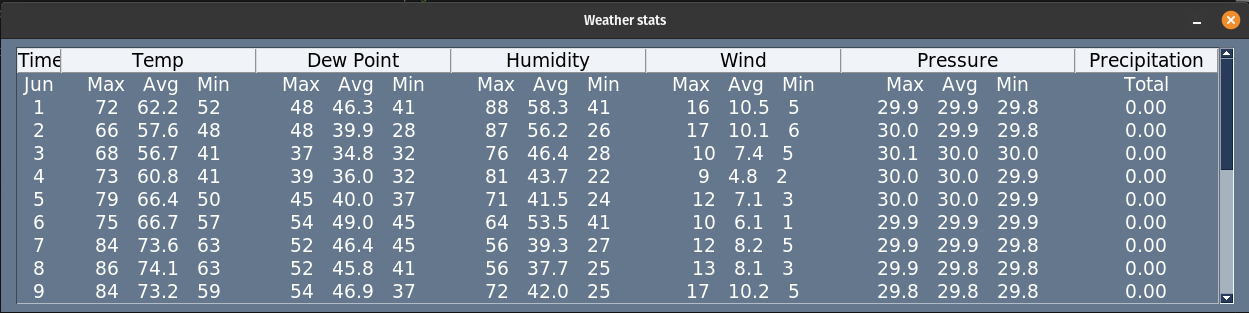 Weather stats
Time Temp Dew Point Humidity Wind Pressure Precipitation
Jun Max Avg Min Max Avg Min Max Avg Min Max Avg Min Max Avg Min Total
1 72 62.2 52 48 46.3 41 88 58.3 41 16 10.5 5 29.9 29.9 29.8 0.00
2 66 57.6 48 48 39.9 28 87 56.2 26 17 10.1 6 30.0 29.9 29.8 0.00
3 68 56.7 41 37 34.8 32 76 46.4 28 10 7.4 5 30.1 30.0 30.0 0.00
4 73 60.8 41 39 36.0 32 81 43.7 22 9 4.8 2 30.0 30.0 29.9 0.00
5 79 66.4 50 45 40.0 37 71 41.5 24 12 7.1 3 30.0 30.0 29.9 0.00
6 75 66.7 57 54 49.0 45 64 53.5 41 10 6.1 1 29.9 29.9 29.9 0.00
7 84 73.6 63 52 46.4 45 56 39.3 27 12 8.2 5 29.9 29.9 29.8 0.00
8 86 74.1 63 52 45.8 41 56 37.7 25 13 8.1 3 29.9 29.8 29.8 0.00
9 84 73.2 59 54 46.9 37 72 42.0 25 17 10.2 5 29.8 29.8 29.8 0.00